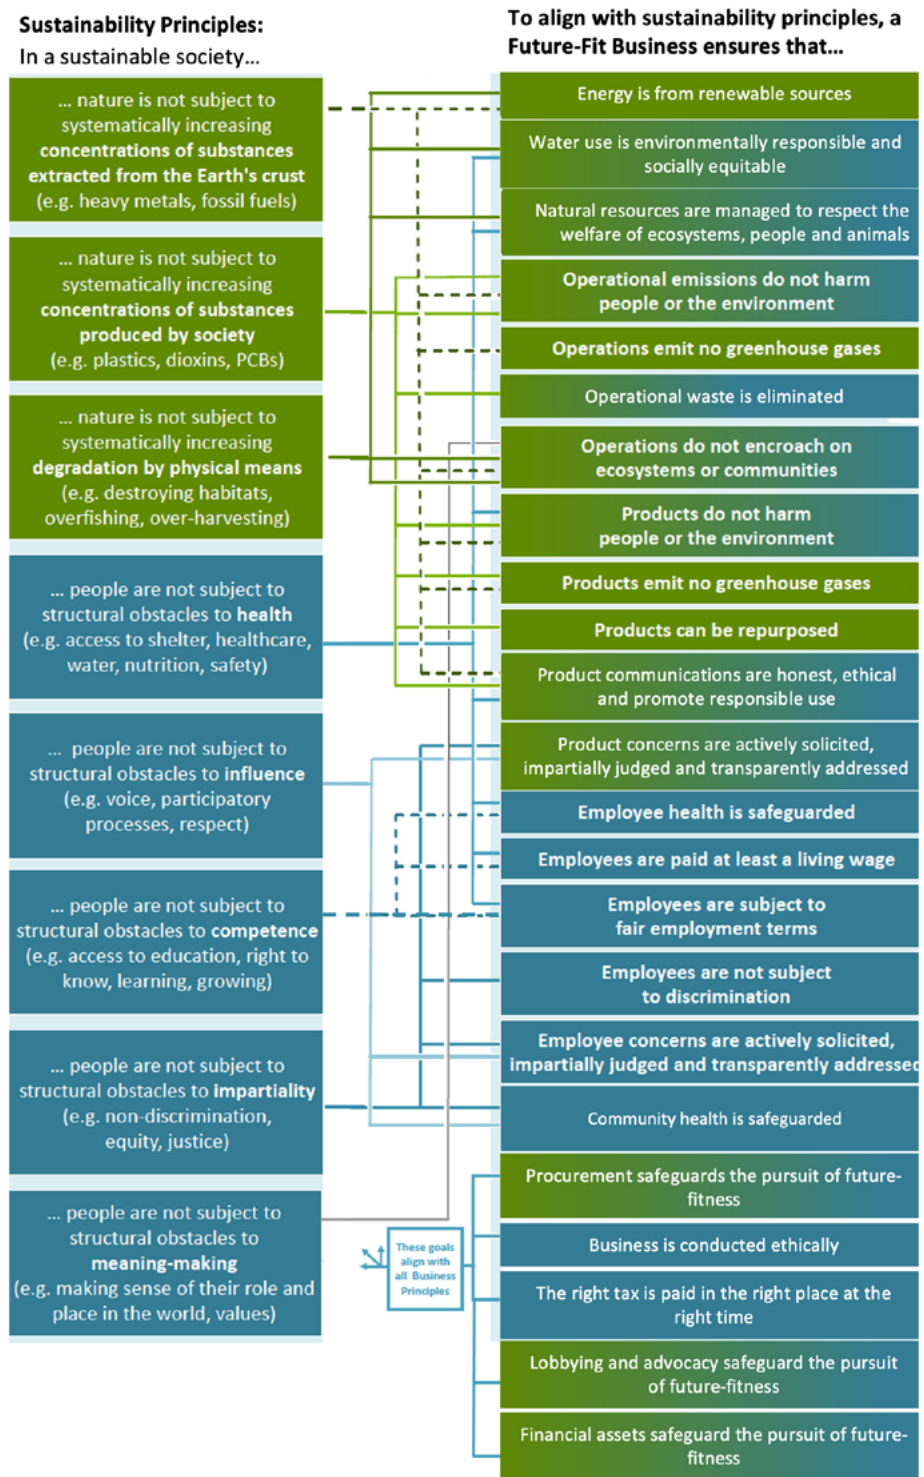 Sustainability Principles:
In a sustainable society...
... nature is not subject to
systematically increasing
concentrations of substances
extracted from the Earth's crust
(e.g. heavy metals, fossil fuels)
... nature is not subject to
systematically increasing
concentrations of substances
produced by society
(e.g. plastics, dioxins, PCBs)
... nature is not subject to
systematically increasing
degradation by physical means
(e.g. destroying habitats,
overfishing, over-harvesting)
... people are not subject to
structural obstacles to health
(e.g. access to shelter, healthcare,
water, nutrition, safety)
... people are not subject to
structural obstacles to influence
(e.g. voice, participatory
processes, respect)
... people are not subject to
structural obstacles to competence
(e.g. access to education, right to
know, learning, growing)
... people are not subject to
structural obstacles to impartiality
(e.g. non-discrimination,
equity, justice)
... people are not subject to
structural obstacles to
meaning-making
(e.g. making sense of their role and
place in the world, values)
To align with sustainability principles, a
Future-Fit Business ensures that...
Energy is from renewable sources
Water use is environmentally responsible and
socially equitable
Natural resources are managed to respect the
welfare of ecosystems, people and animals
Operational emissions do not harm
people or the environment
Operations emit no greenhouse gases
Operational waste is eliminated
Operations do not encroach on
ecosystems or communities
Products do not harm
people or the environment
Products emit no greenhouse gases
Products can be repurposed
Product communications are honest, ethical
and promote responsible use
Product concerns are actively solicited,
impartially judged and transparently addressed
Employee health is safeguarded
Employees are paid at least a living wage
Employees are subject to
fair employment terms
Employees are not subject
to discrimination
Employee concerns are actively solicited,
impartially judged and transparently addressed
Community health is safeguarded
Procurement safeguards the pursuit of future-
fitness
Business is conducted ethically
The right tax is paid in the right place at the
right time
Lobbying and advocacy safeguard the pursuit
of future-fitness
Financial assets safeguard the pursuit of future-
fitness
These goals
align with
all Business
Principles